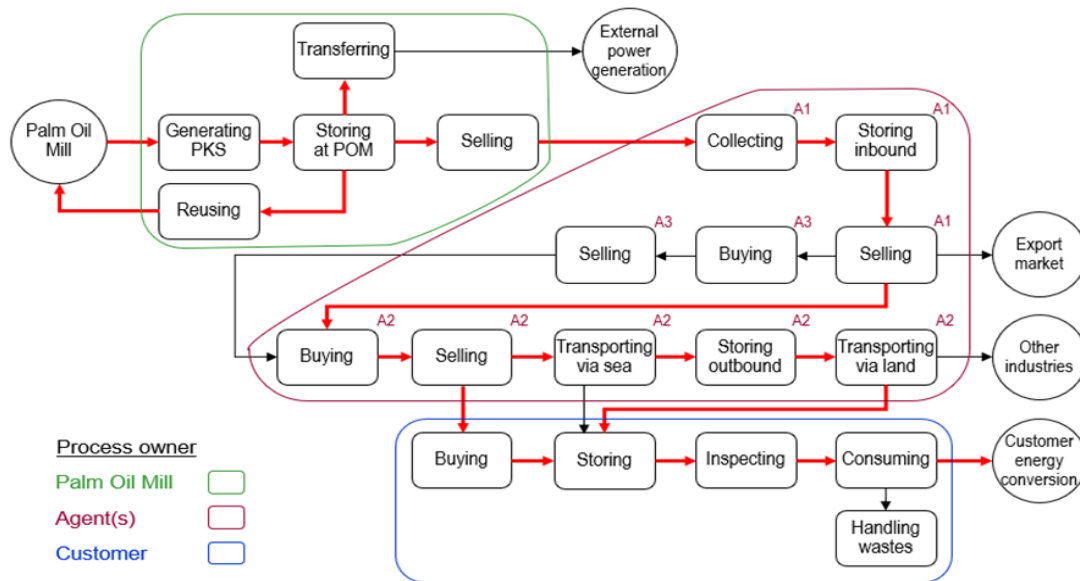 Transferring
External
power
generation
Palm Oil
Mill
Generating
PKS
Storing
at POM
Selling
Collecting
A1
Storing
inbound
A1
Reusing
Selling
A3
Buying
A3
Selling
A1
Export
market
Buying
A2
Selling
A2
Transporting
via sea
A2
Storing
outbound
A2
Transporting
via land
A2
Other
industries
Buying
Storing
Inspecting
Consuming
Customer
energy
conversion
Handling
wastes
Process owner
Palm Oil Mill
Agent(s)
Customer